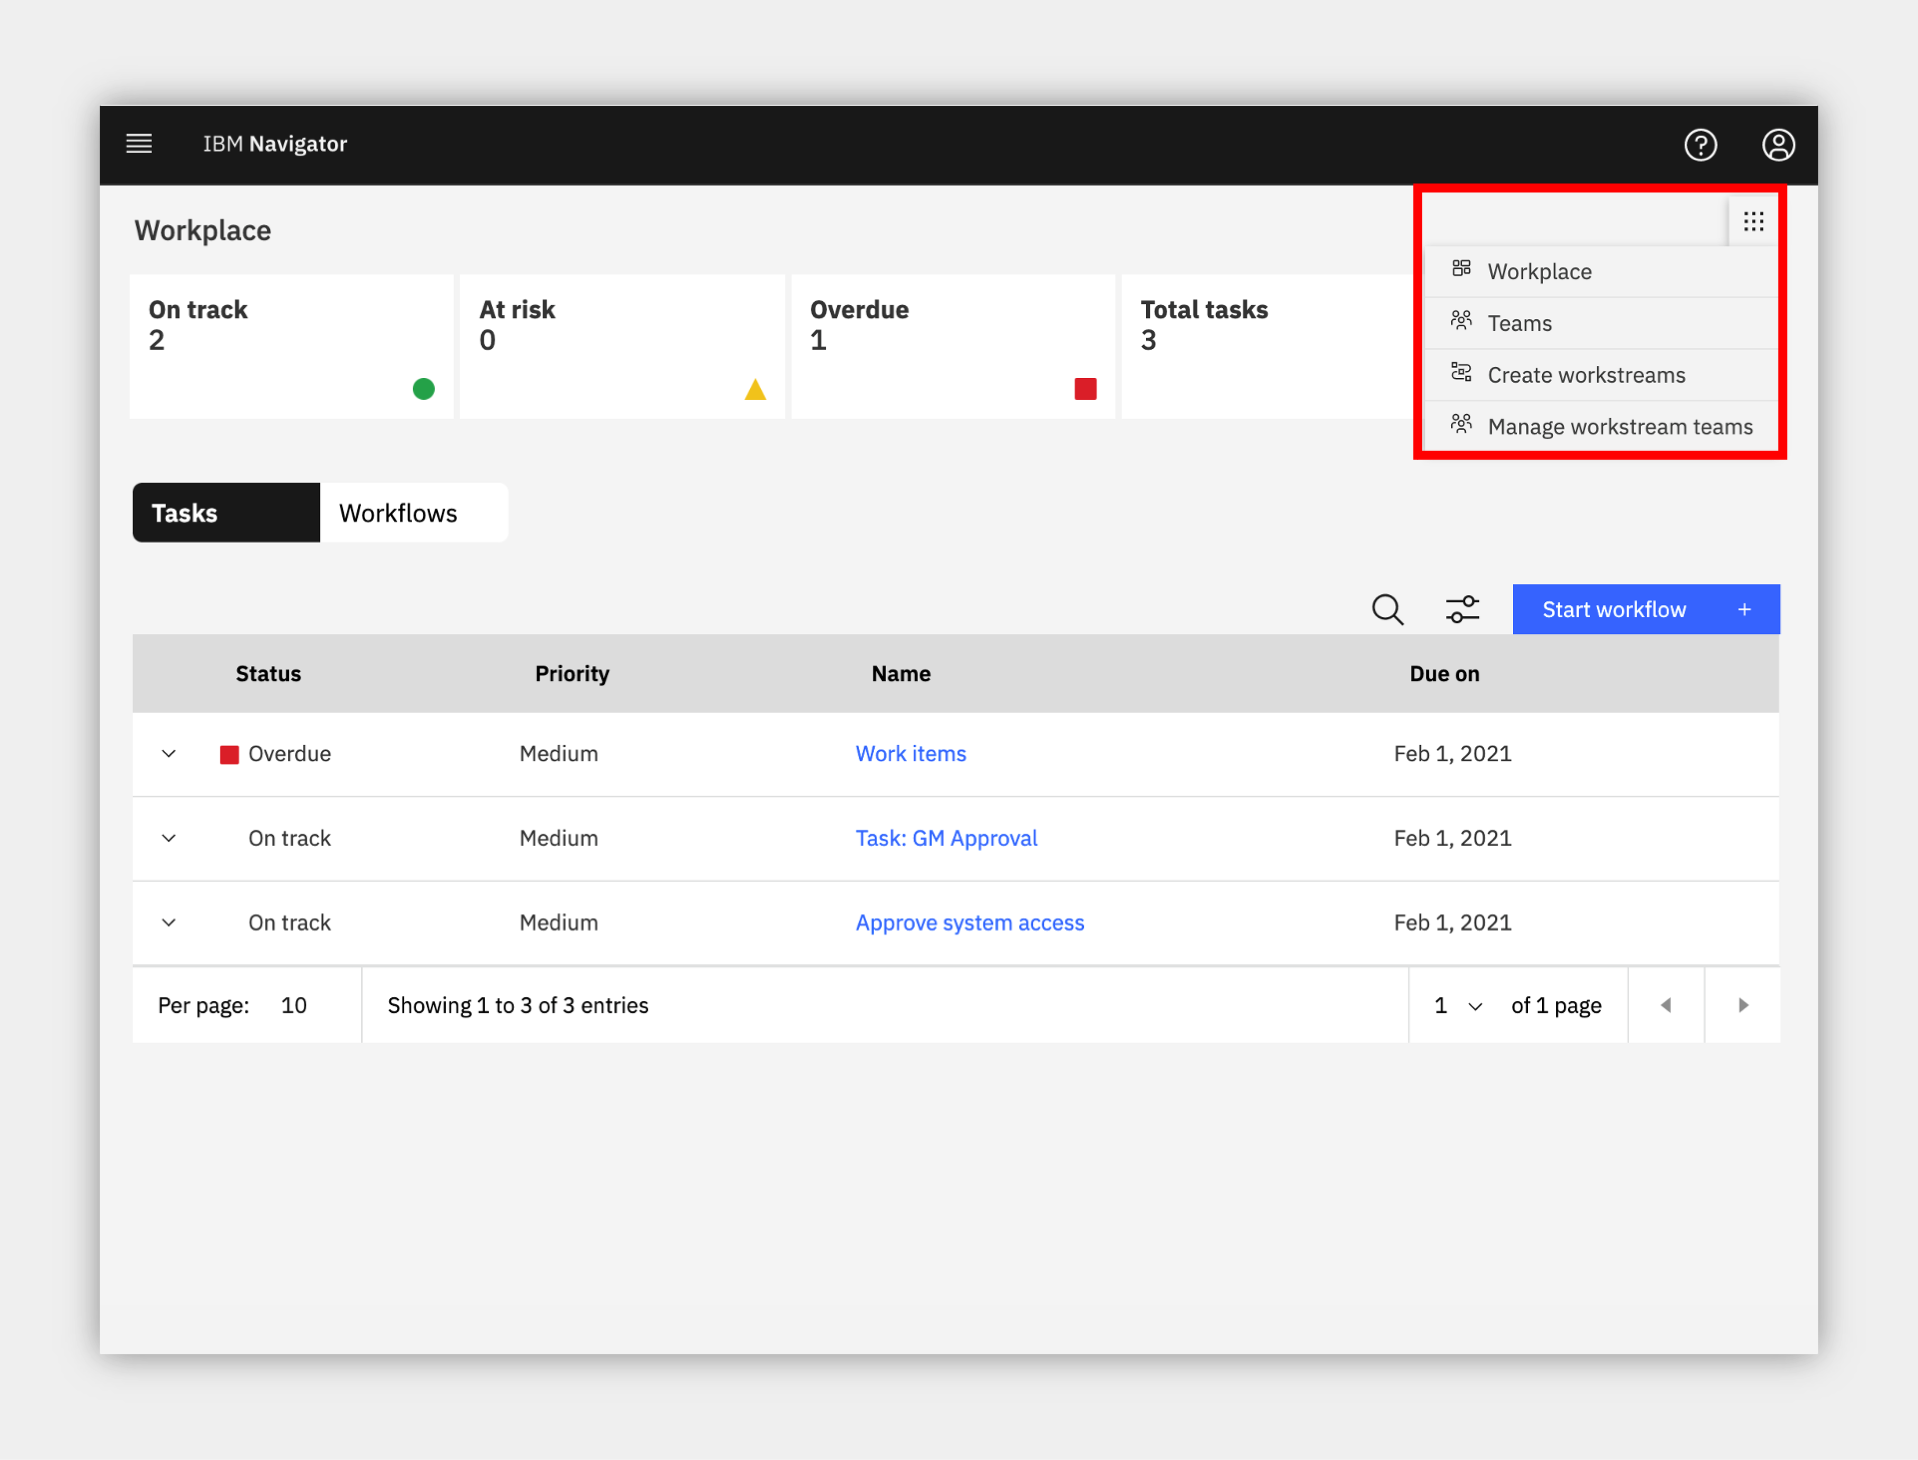 IBM Navigator
Workplace
On track
2
At risk
0
Overdue
1
Total tasks
3
Workplace
Teams
Create workstreams
Manage workstream teams
Tasks
Workflows
Start workflow +
Status Priority Name Due on
Overdue Medium Work items Feb 1, 2021
On track Medium Task: GM Approval Feb 1, 2021
On track Medium Approve system access Feb 1, 2021
Per page: 10 Showing 1 to 3 of 3 entries 1 of 1 page